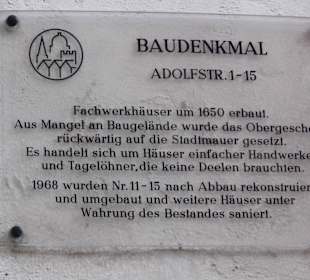 BAUDENKMAL
ADOLFSTR. 1-15
Fachwerkhäuser um 1650 erbaut.
Aus Mangel an Baugelände wurde das Obergescho
rückwärtig auf die Stadtmauer gesetzt.
Es handelt sich um Häuser einfacher Handwerke
und Tagelöhner, die keine Deelen brauchten.
1968 wurden Nr. 11-15 nach Abbau rekonstruier
und umgebaut und weitere Häuser unter
Wahrung des Bestandes saniert.